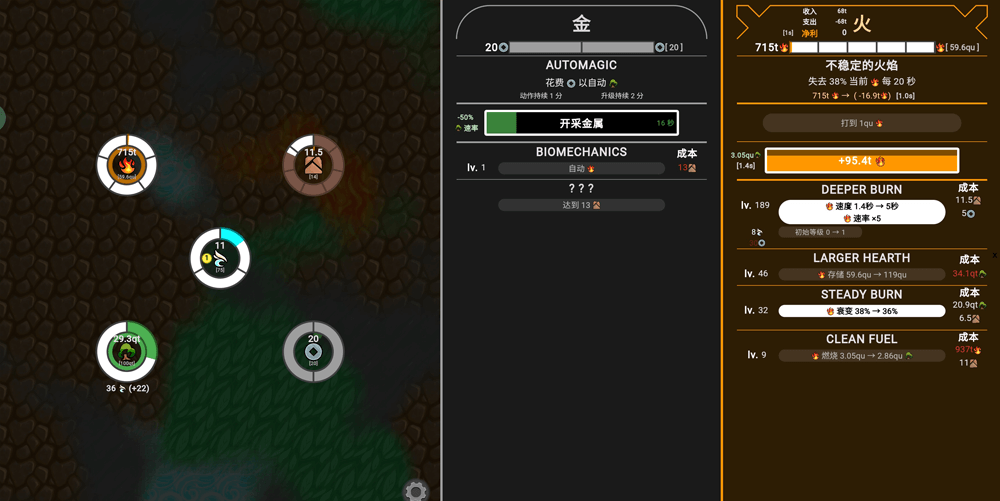 715t
[59.6qu]
11.5
[16]
11
1
[75]
29.3qt
[100qt]
36 (+22)
20
[20]
金
20 [20]
AUTOMAGIC
花费 以自动
动作持续 1 分 升级持续 2 分
-50%
速率
开采金属 16 秒
BIOMECHANICS 成本
lv. 1 自动 13
? ? ?
达到 13
收入 68t
支出 -68t
[1s] 净利 0
火
715t [59.6qu]
不稳定的火焰
失去 38% 当前 每 20 秒
715t → (-16.9t) [1.0s]
打到 1qu
3.05qu
[1.4s]
+95.4t
DEEPER BURN 成本
lv. 189 速度 1.4秒 → 5秒 11.5
速率 ×5 5
8 初始等级 0 → 1
30
LARGER HEARTH 成本
lv. 46 存储 59.6qu → 119qu 34.1qt
STEADY BURN 成本
lv. 32 衰变 38% → 36% 20.9qt
6.5
CLEAN FUEL 成本
lv. 9 燃烧 3.05qu → 2.86qu 937t
11